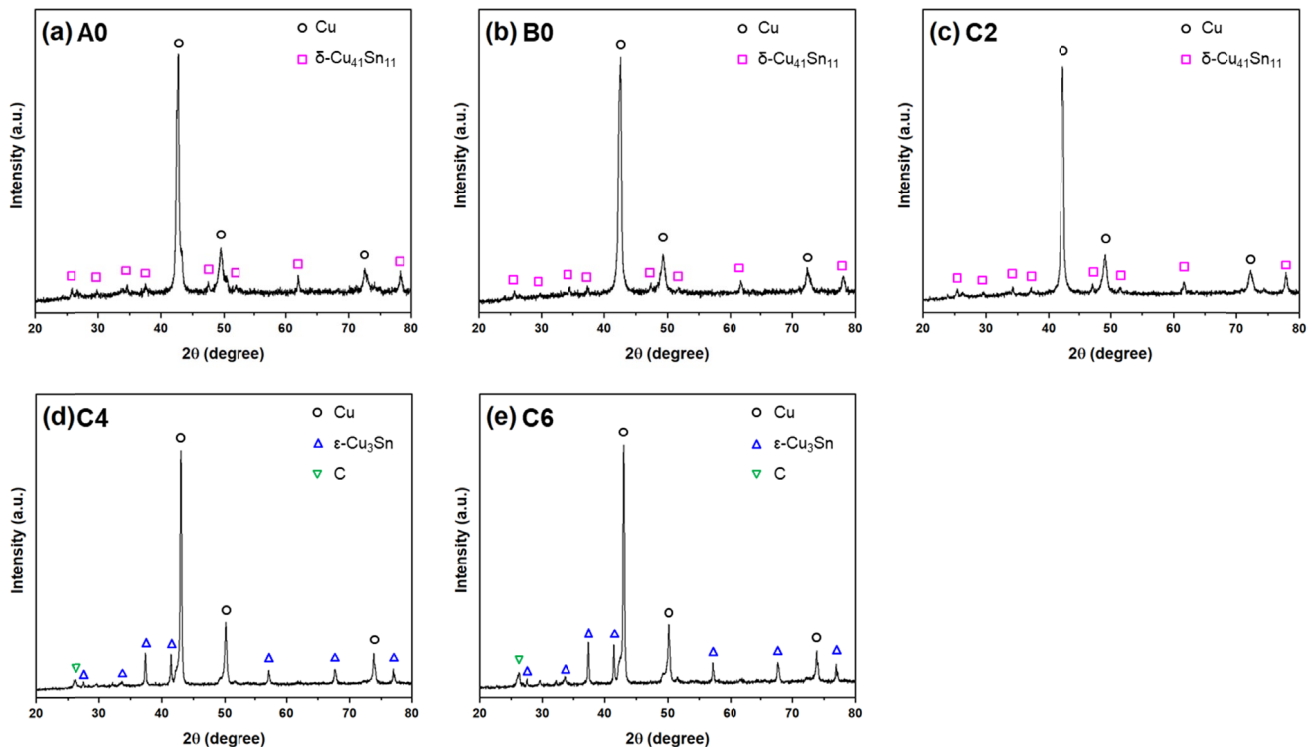 (a) A0
Cu
δ-Cu₄₁Sn₁₁
Intensity (a.u.)
20 30 40 50 60 70 80
2θ (degree)
(b) B0
Cu
δ-Cu₄₁Sn₁₁
Intensity (a.u.)
20 30 40 50 60 70 80
2θ (degree)
(c) C2
Cu
δ-Cu₄₁Sn₁₁
Intensity (a.u.)
20 30 40 50 60 70 80
2θ (degree)
(d) C4
Cu
ε-Cu₃Sn
C
Intensity (a.u.)
20 30 40 50 60 70 80
2θ (degree)
(e) C6
Cu
ε-Cu₃Sn
C
Intensity (a.u.)
20 30 40 50 60 70 80
2θ (degree)